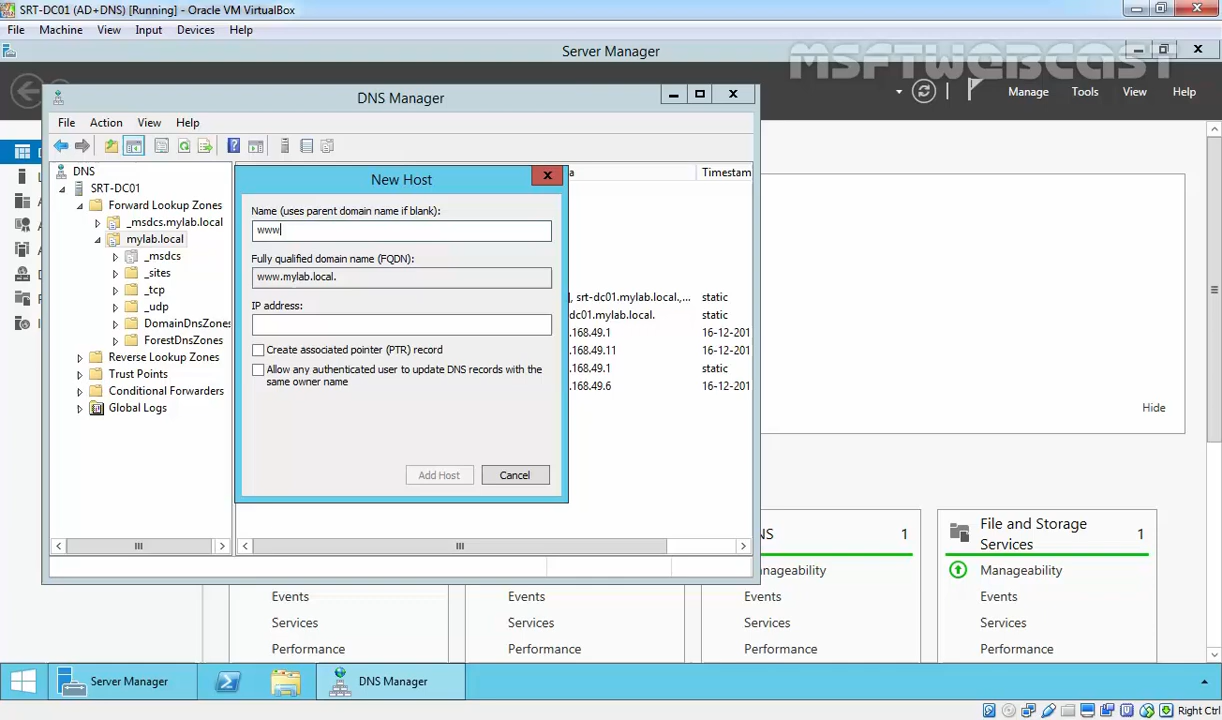 SRT-DC01 (AD+DNS) [Running] - Oracle VM VirtualBox
File Machine View Input Devices Help
Server Manager
MSFTWEBCAST
Manage Tools View Help
DNS Manager
File Action View Help
DNS
SRT-DC01
Forward Lookup Zones
_msdcs.mylab.local
mylab.local
_msdcs
_sites
_tcp
_udp
DomainDnsZones
ForestDnsZones
Reverse Lookup Zones
Trust Points
Conditional Forwarders
Global Logs
a Timestam
, srt-dc01.mylab.local.,... static
dc01.mylab.local. static
.168.49.1 16-12-201
.168.49.11 16-12-201
.168.49.1 static
.168.49.6 16-12-201
New Host
Name (uses parent domain name if blank):
www
Fully qualified domain name (FQDN):
www.mylab.local.
IP address:
Create associated pointer (PTR) record
Allow any authenticated user to update DNS records with the
same owner name
Add Host Cancel
Hide
NS 1
File and Storage 1
Services
anageability
Manageability
Events Events Events Events
Services Services Services Services
Performance Performance Performance Performance
Server Manager DNS Manager
Right Ctrl